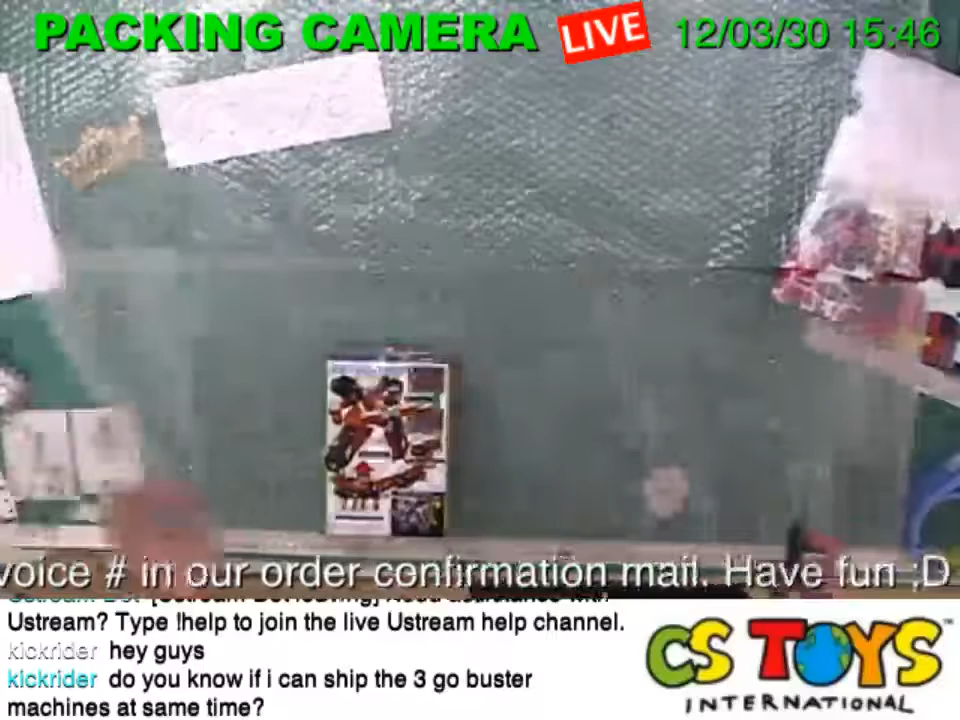 PACKING CAMERA LIVE 12/03/30 15:46
voice # in our order confirmation mail. Have fun ;D
Ustream? Type !help to join the live Ustream help channel.
kickrider hey guys
kickrider do you know if i can ship the 3 go buster
machines at same time?
CS TOYS
INTERNATIONAL